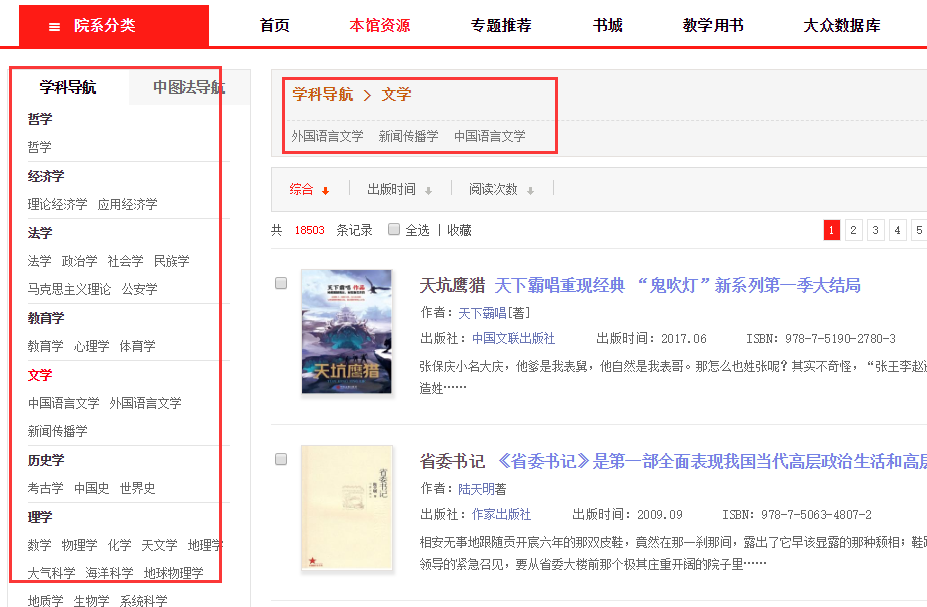 院系分类 首页 本馆资源 专题推荐 书城 教学用书 大众数据库
学科导航 中图法导航
哲学
哲学
经济学
理论经济学 应用经济学
法学
法学 政治学 社会学 民族学
马克思主义理论 公安学
教育学
教育学 心理学 体育学
文学
中国语言文学 外国语言文学
新闻传播学
历史学
考古学 中国史 世界史
理学
数学 物理学 化学 天文学 地理学
大气科学 海洋科学 地球物理学
地质学 生物学 系统科学
学科导航 > 文学
外国语言文学 新闻传播学 中国语言文学
综合 出版时间 阅读次数
共 18503 条记录 全选 | 收藏 1 2 3 4 5
天下霸唱 作品
天坑鹰猎
天坑鹰猎 天下霸唱重现经典 “鬼吹灯”新系列第一季大结局
作者：天下霸唱[著]
出版社：中国文联出版社 出版时间：2017.06 ISBN：978-7-5190-2780-3
张保庆小名大庆，他爹是我表舅，他自然是我表哥。那怎么也姓张呢？其实不奇怪，“张王李赵
造姓……
省委书记
省委书记 《省委书记》是第一部全面表现我国当代高层政治生活和高
作者：陆天明著
出版社：作家出版社 出版时间：2009.09 ISBN：978-7-5063-4807-2
相安无事地跟随贡开宸六年的那双皮鞋，竟然在那一刹那间，露出了它早该显露的那种颓相；鞋
领导的紧急召见，要从省委大楼前那个极其庄重开阔的院子里……